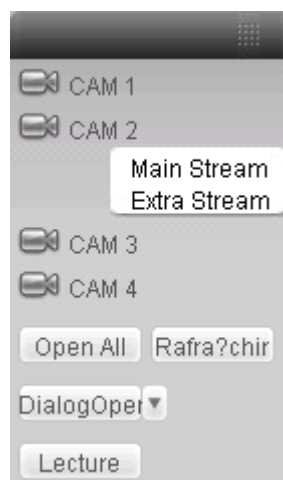 CAM 1
CAM 2
Main Stream
Extra Stream
CAM 3
CAM 4
Open All Rafra?chir
DialogOper
Lecture